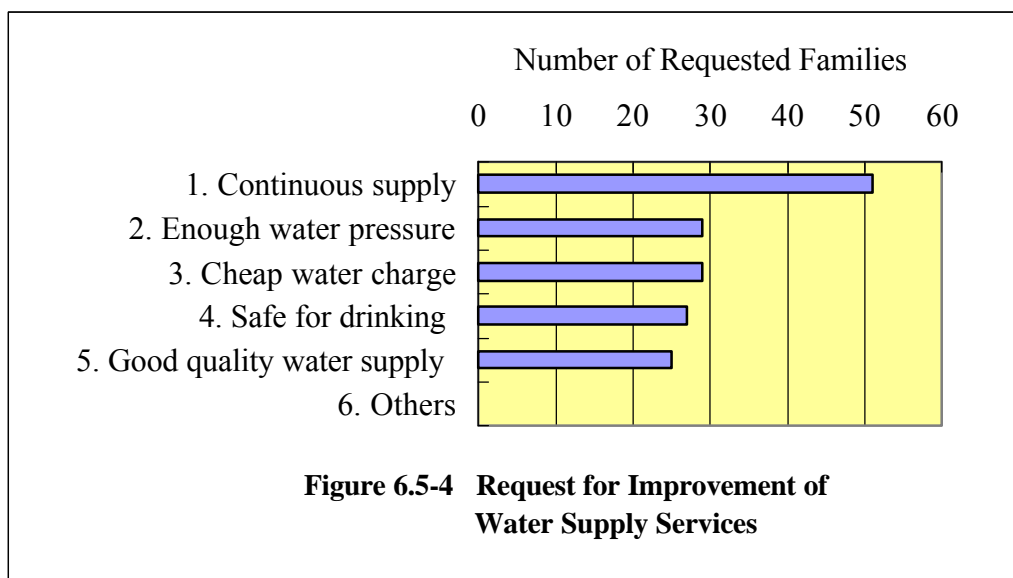 Number of Requested Families
0 10 20 30 40 50 60
1. Continuous supply
2. Enough water pressure
3. Cheap water charge
4. Safe for drinking
5. Good quality water supply
6. Others
Figure 6.5-4 Request for Improvement of
Water Supply Services